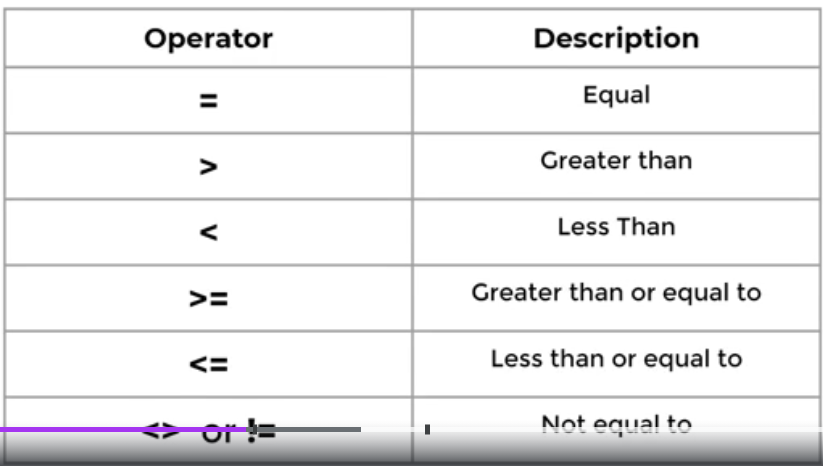 Operator Description
= Equal
> Greater than
< Less Than
>= Greater than or equal to
<= Less than or equal to
<> or != Not equal to